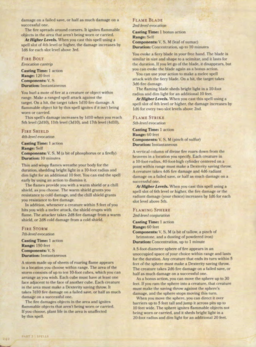 damage on a failed save, or half as much damage on a
successful one.
The fire spreads around corners. It ignites flammable
objects in the area that aren't being worn or carried.
At Higher Levels. When you cast this spell using a
spell slot of 4th level or higher, the damage increases by
1d6 for each slot level above 3rd.
FIRE BOLT
Evocation cantrip
Casting Time: 1 action
Range: 120 feet
Components: V, S
Duration: Instantaneous
You hurl a mote of fire at a creature or object within
range. Make a ranged spell attack against the
target. On a hit, the target takes 1d10 fire damage. A
flammable object hit by this spell ignites if it isn't being
worn or carried.
This spell's damage increases by 1d10 when you reach
5th level (2d10), 11th level (3d10), and 17th level (4d10).
FIRE SHIELD
4th-level evocation
Casting Time: 1 action
Range: Self
Components: V, S, M (a bit of phosphorus or a firefly)
Duration: 10 minutes
Thin and wispy flames wreathe your body for the
duration, shedding bright light in a 10-foot radius and
dim light for an additional 10 feet. You can end the spell
early by using an action to dismiss it.
The flames provide you with a warm shield or a chill
shield, as you choose. The warm shield grants you
resistance to cold damage, and the chill shield grants
you resistance to fire damage.
In addition, whenever a creature within 5 feet of you
hits you with a melee attack, the shield erupts with
flame. The attacker takes 2d8 fire damage from a warm
shield, or 2d8 cold damage from a cold shield.
FIRE STORM
7th-level evocation
Casting Time: 1 action
Range: 150 feet
Components: V, S
Duration: Instantaneous
A storm made up of sheets of roaring flame appears
in a location you choose within range. The area of the
storm consists of up to ten 10-foot cubes, which you can
arrange as you wish. Each cube must have at least one
face adjacent to the face of another cube. Each creature
in the area must make a Dexterity saving throw. It
takes 7d10 fire damage on a failed save, or half as much
damage on a successful one.
The fire damages objects in the area and ignites
flammable objects that aren't being worn or carried.
If you choose, plant life in the area is unaffected
by this spell.
FLAME BLADE
2nd-level evocation
Casting Time: 1 bonus action
Range: Self
Components: V, S, M (leaf of sumac)
Duration: Concentration, up to 10 minutes
You evoke a fiery blade in your free hand. The blade is
similar in size and shape to a scimitar, and it lasts for
the duration. If you let go of the blade, it disappears, but
you can evoke the blade again as a bonus action.
You can use your action to make a melee spell
attack with the fiery blade. On a hit, the target takes
3d6 fire damage.
The flaming blade sheds bright light in a 10-foot
radius and dim light for an additional 10 feet.
At Higher Levels. When you cast this spell using a
spell slot of 4th level or higher, the damage increases by
1d6 for every two slot levels above 2nd.
FLAME STRIKE
5th-level evocation
Casting Time: 1 action
Range: 60 feet
Components: V, S, M (pinch of sulfur)
Duration: Instantaneous
A vertical column of divine fire roars down from the
heavens in a location you specify. Each creature in
a 10-foot-radius, 40-foot-high cylinder centered on a
point within range must make a Dexterity saving throw.
A creature takes 4d6 fire damage and 4d6 radiant
damage on a failed save, or half as much damage on a
successful one.
At Higher Levels. When you cast this spell using a
spell slot of 6th level or higher, the fire damage or the
radiant damage (your choice) increases by 1d6 for each
slot level above 5th.
FLAMING SPHERE
2nd-level conjuration
Casting Time: 1 action
Range: 60 feet
Components: V, S, M (a bit of tallow, a pinch of
brimstone, and a dusting of powdered iron)
Duration: Concentration, up to 1 minute
A 5-foot-diameter sphere of fire appears in an
unoccupied space of your choice within range and lasts
for the duration. Any creature that ends its turn within 5
feet of the sphere must make a Dexterity saving throw.
The creature takes 2d6 fire damage on a failed save, or
half as much damage on a successful one.
As a bonus action, you can move the sphere up to 30
feet. If you ram the sphere into a creature, that creature
must make the saving throw against the sphere's
damage, and the sphere stops moving this turn.
When you move the sphere, you can direct it over
barriers up to 5 feet tall and jump it across pits up to 10
feet wide. The sphere ignites flammable objects not
being worn or carried, and it sheds bright light in a
20-foot radius and dim light for an additional 20 feet.